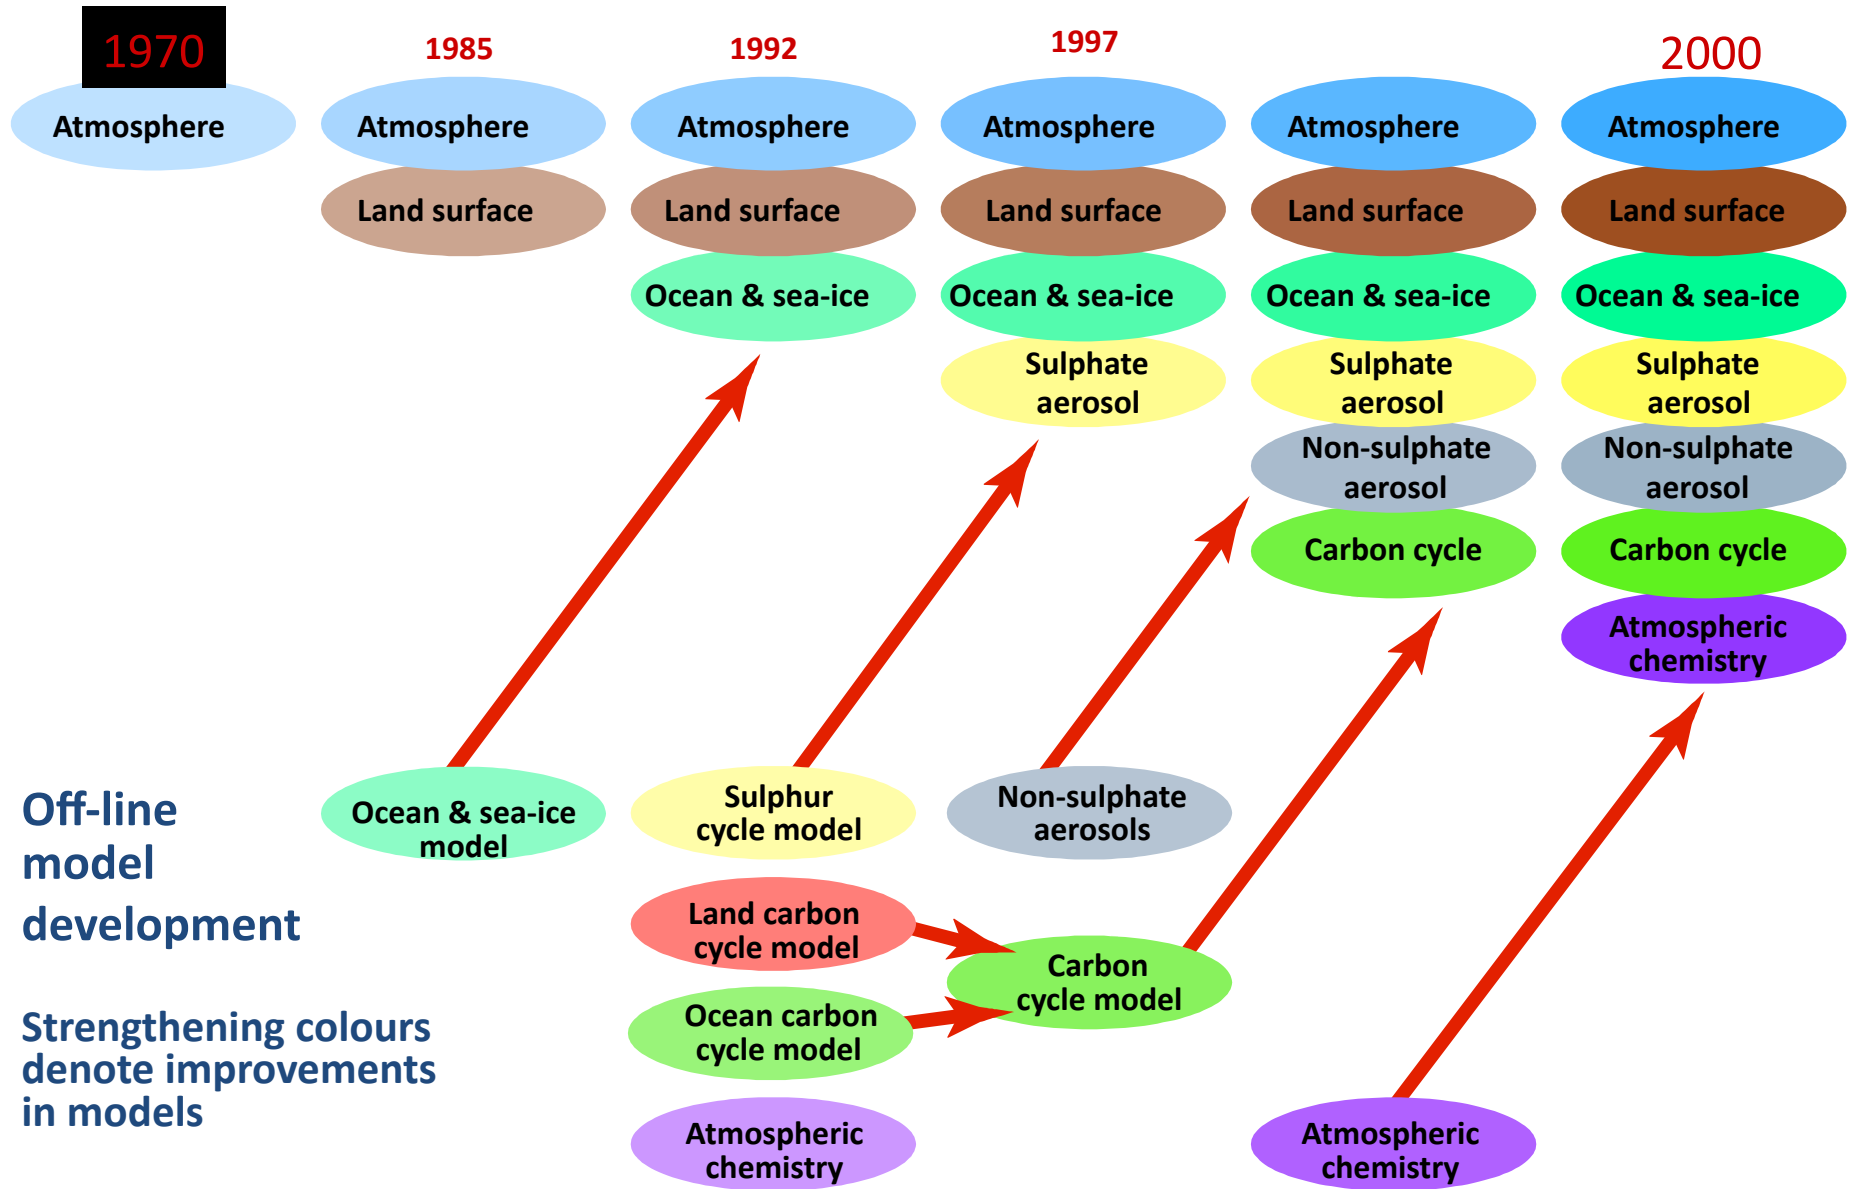 1970
1985
1992
1997
2000
Atmosphere
Atmosphere
Atmosphere
Atmosphere
Atmosphere
Atmosphere
Land surface
Land surface
Land surface
Land surface
Land surface
Ocean & sea-ice
Ocean & sea-ice
Ocean & sea-ice
Ocean & sea-ice
Sulphate
aerosol
Sulphate
aerosol
Sulphate
aerosol
Non-sulphate
aerosol
Non-sulphate
aerosol
Carbon cycle
Carbon cycle
Atmospheric
chemistry
Off-line
model
development
Ocean & sea-ice
model
Sulphur
cycle model
Non-sulphate
aerosols
Land carbon
cycle model
Carbon
cycle model
Ocean carbon
cycle model
Strengthening colours
denote improvements
in models
Atmospheric
chemistry
Atmospheric
chemistry